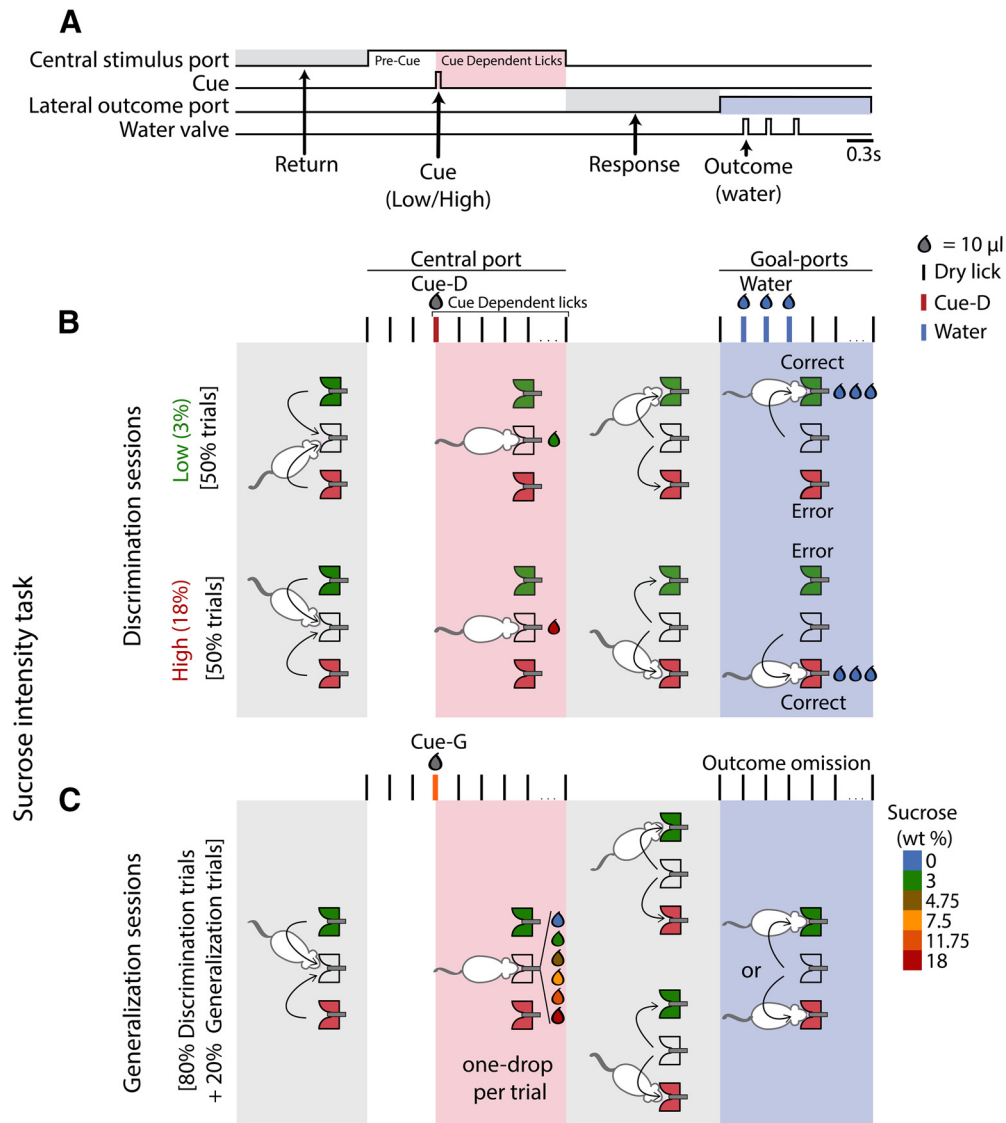 A
Central stimulus port
Pre-Cue
Cue Dependent Licks
Cue
Lateral outcome port
Water valve
0.3s
Return
Cue
(Low/High)
Response
Outcome
(water)
= 10 µl
Dry lick
Cue-D
Water
Central port
Goal-ports
Cue-D
Water
Cue Dependent licks
B
...
...
Sucrose intensity task
Discrimination sessions
Low (3%)
[50% trials]
Correct
Error
High (18%)
[50% trials]
Error
Correct
Cue-G
Outcome omission
C
...
...
Generalization sessions
[80% Discrimination trials
+ 20% Generalization trials]
one-drop
per trial
or
Sucrose
(wt %)
0
3
4.75
7.5
11.75
18